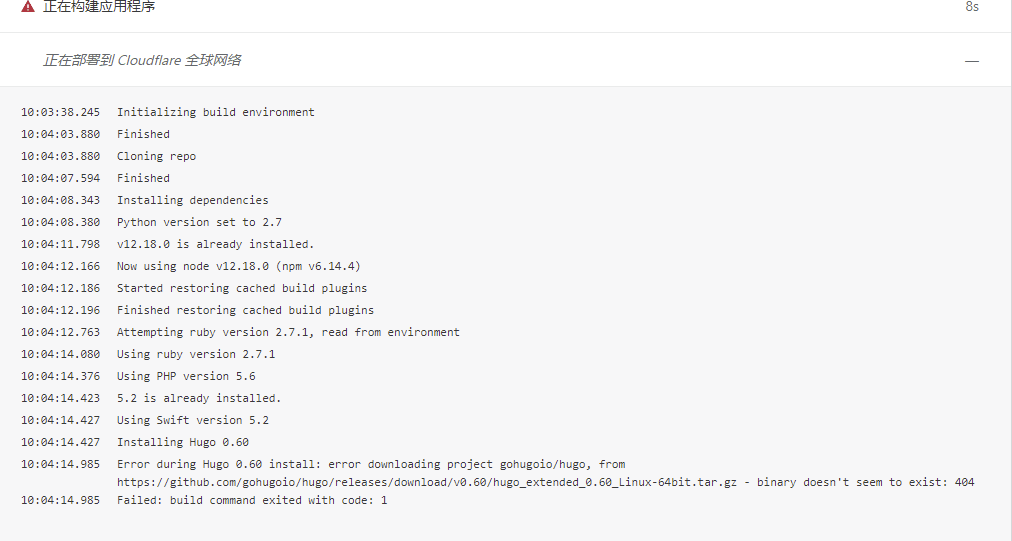 正在构建应用程序 8s
正在部署到 Cloudflare 全球网络 —
10:03:38.245 Initializing build environment
10:04:03.880 Finished
10:04:03.880 Cloning repo
10:04:07.594 Finished
10:04:08.343 Installing dependencies
10:04:08.380 Python version set to 2.7
10:04:11.798 v12.18.0 is already installed.
10:04:12.166 Now using node v12.18.0 (npm v6.14.4)
10:04:12.186 Started restoring cached build plugins
10:04:12.196 Finished restoring cached build plugins
10:04:12.763 Attempting ruby version 2.7.1, read from environment
10:04:14.080 Using ruby version 2.7.1
10:04:14.376 Using PHP version 5.6
10:04:14.423 5.2 is already installed.
10:04:14.427 Using Swift version 5.2
10:04:14.427 Installing Hugo 0.60
10:04:14.985 Error during Hugo 0.60 install: error downloading project gohugoio/hugo, from
https://github.com/gohugoio/hugo/releases/download/v0.60/hugo_extended_0.60_Linux-64bit.tar.gz - binary doesn't seem to exist: 404
10:04:14.985 Failed: build command exited with code: 1